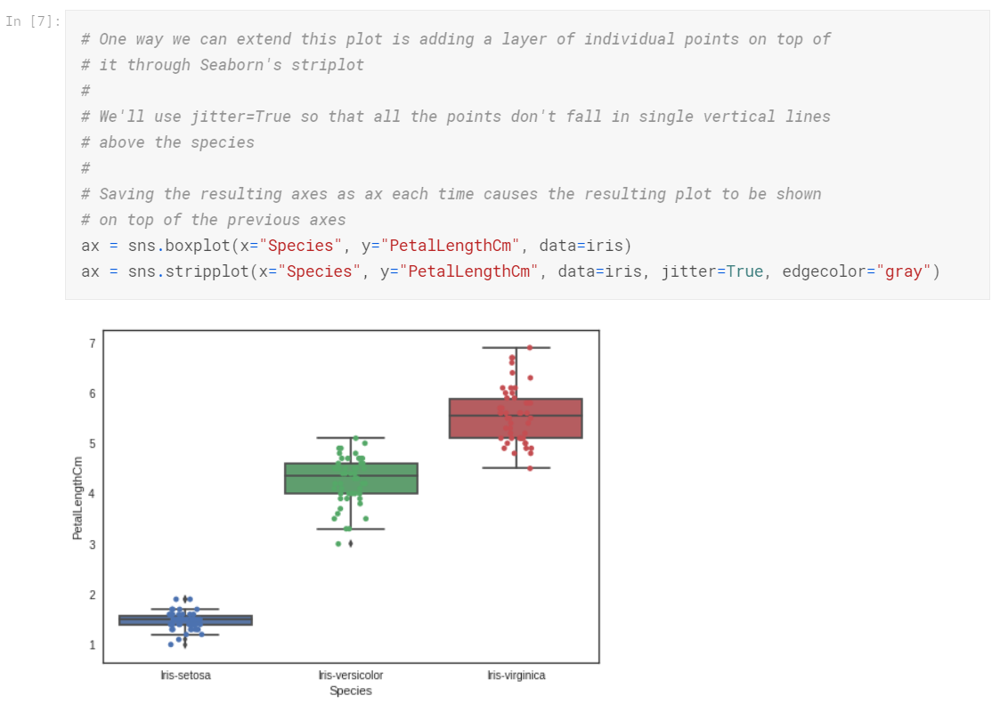 In [7]:
# One way we can extend this plot is adding a layer of individual points on top of
# it through Seaborn's striplot
#
# We'll use jitter=True so that all the points don't fall in single vertical lines
# above the species
#
# Saving the resulting axes as ax each time causes the resulting plot to be shown
# on top of the previous axes
ax = sns.boxplot(x="Species", y="PetalLengthCm", data=iris)
ax = sns.stripplot(x="Species", y="PetalLengthCm", data=iris, jitter=True, edgecolor="gray")
7
6
5
4
3
2
1
PetalLengthCm
Iris-setosa Iris-versicolor Iris-virginica
Species